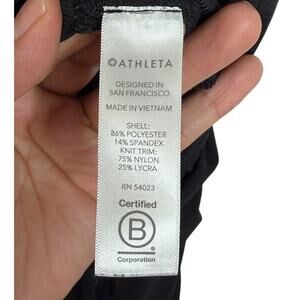 ATHLETA
DESIGNED IN
SAN FRANCISCO
MADE IN VIETNAM
SHELL:
86% POLYESTER
14% SPANDEX
KNIT TRIM:
75% NYLON
25% LYCRA
RN 54023
Certified
B
Corporation